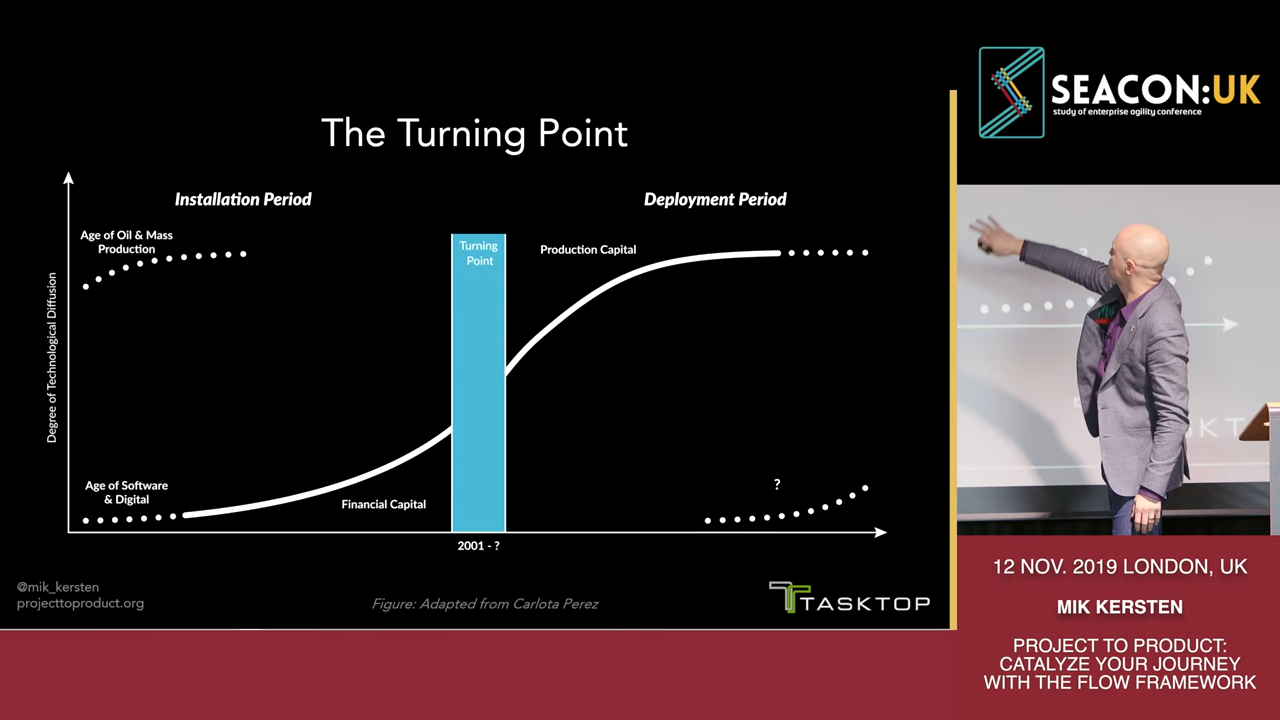 The Turning Point
Installation Period
Deployment Period
Age of Oil & Mass
Production
Turning
Point
Production Capital
Degree of Technological Diffusion
Age of Software
& Digital
Financial Capital
?
2001 - ?
@mik_kersten
projecttoproduct.org
Figure: Adapted from Carlota Perez
TASKTOP
SEACON:UK
study of enterprise agility conference
KT
12 NOV. 2019 LONDON, UK
MIK KERSTEN
PROJECT TO PRODUCT:
CATALYZE YOUR JOURNEY
WITH THE FLOW FRAMEWORK